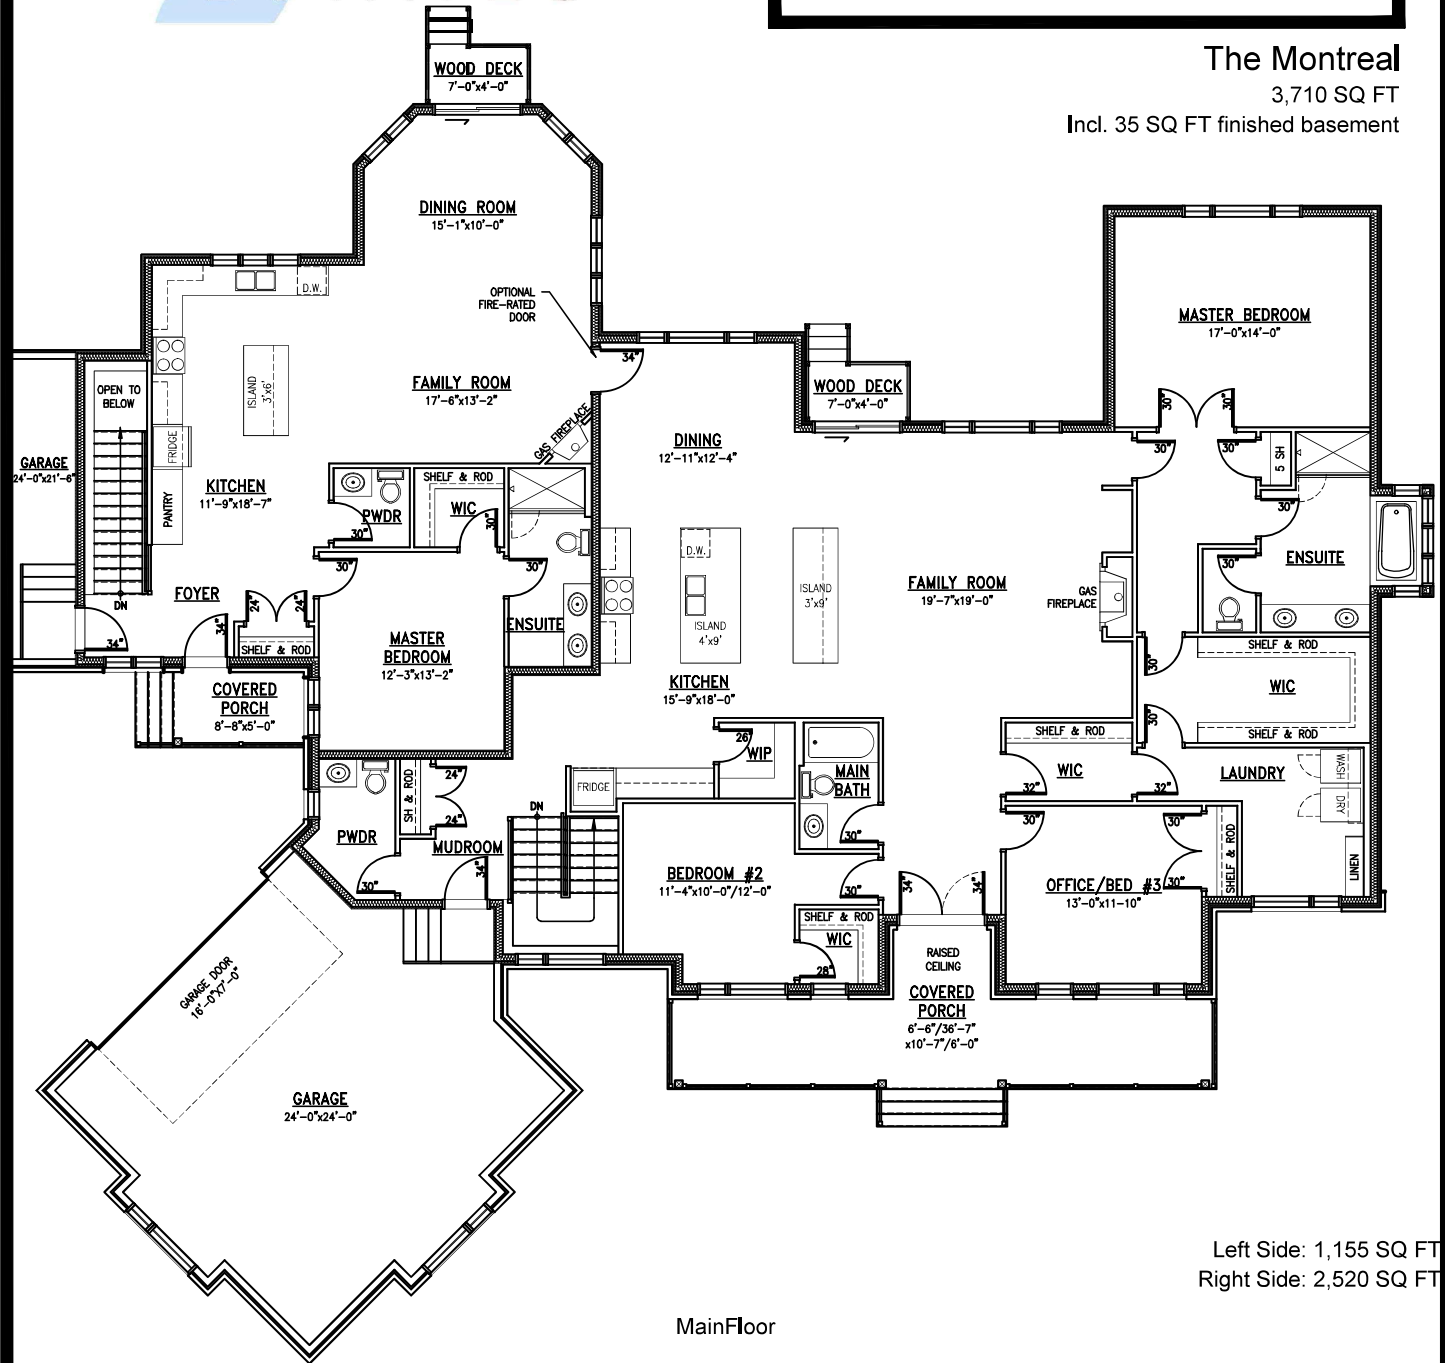 The Montreal
3,710 SQ FT
Incl. 35 SQ FT finished basement
WOOD DECK
7'-0"x4'-0"
DINING ROOM
15'-1"x10'-0"
D.W.
OPTIONAL
FIRE-RATED
DOOR
34"
MASTER BEDROOM
17'-0"x14'-0"
30"
30"
OPEN TO
BELOW
ISLAND
3'x6'
FAMILY ROOM
17'-6"x13'-2"
GAS FIREPLACE
WOOD DECK
7'-0"x4'-0"
GARAGE
24'-0"x21'-6"
FRIDGE
PANTRY
KITCHEN
11'-9"x18'-7"
DINING
12'-11"x12'-4"
30"
30"
5 SH
PWDR
30"
SHELF & ROD
WIC
30"
30"
30"
ENSUITE
30"
DN
34"
FOYER
34"
24"
24"
SHELF & ROD
30"
MASTER
BEDROOM
12'-3"x13'-2"
30"
ENSUITE
D.W.
ISLAND
4'x9'
ISLAND
3'x9'
FAMILY ROOM
19'-7"x19'-0"
GAS
FIREPLACE
SHELF & ROD
WIC
SHELF & ROD
30"
30"
COVERED
PORCH
8'-8"x5'-0"
KITCHEN
15'-9"x18'-0"
26"
WIP
FRIDGE
MAIN
BATH
30"
SHELF & ROD
WIC
32"
32"
LAUNDRY
WASH
DRY
LINEN
SH & ROD
24"
24"
PWDR
30"
MUDROOM
34"
DN
BEDROOM #2
11'-4"x10'-0"/12'-0"
30"
SHELF & ROD
WIC
28"
34"
34"
30"
OFFICE/BED #3
13'-0"x11-10"
30"
30"
SHELF & ROD
RAISED
CEILING
COVERED
PORCH
6'-6"/36'-7"
x10'-7"/6'-0"
GARAGE DOOR
16'-0"X7'-0"
GARAGE
24'-0"x24'-0"
Left Side: 1,155 SQ FT
Right Side: 2,520 SQ FT
MainFloor